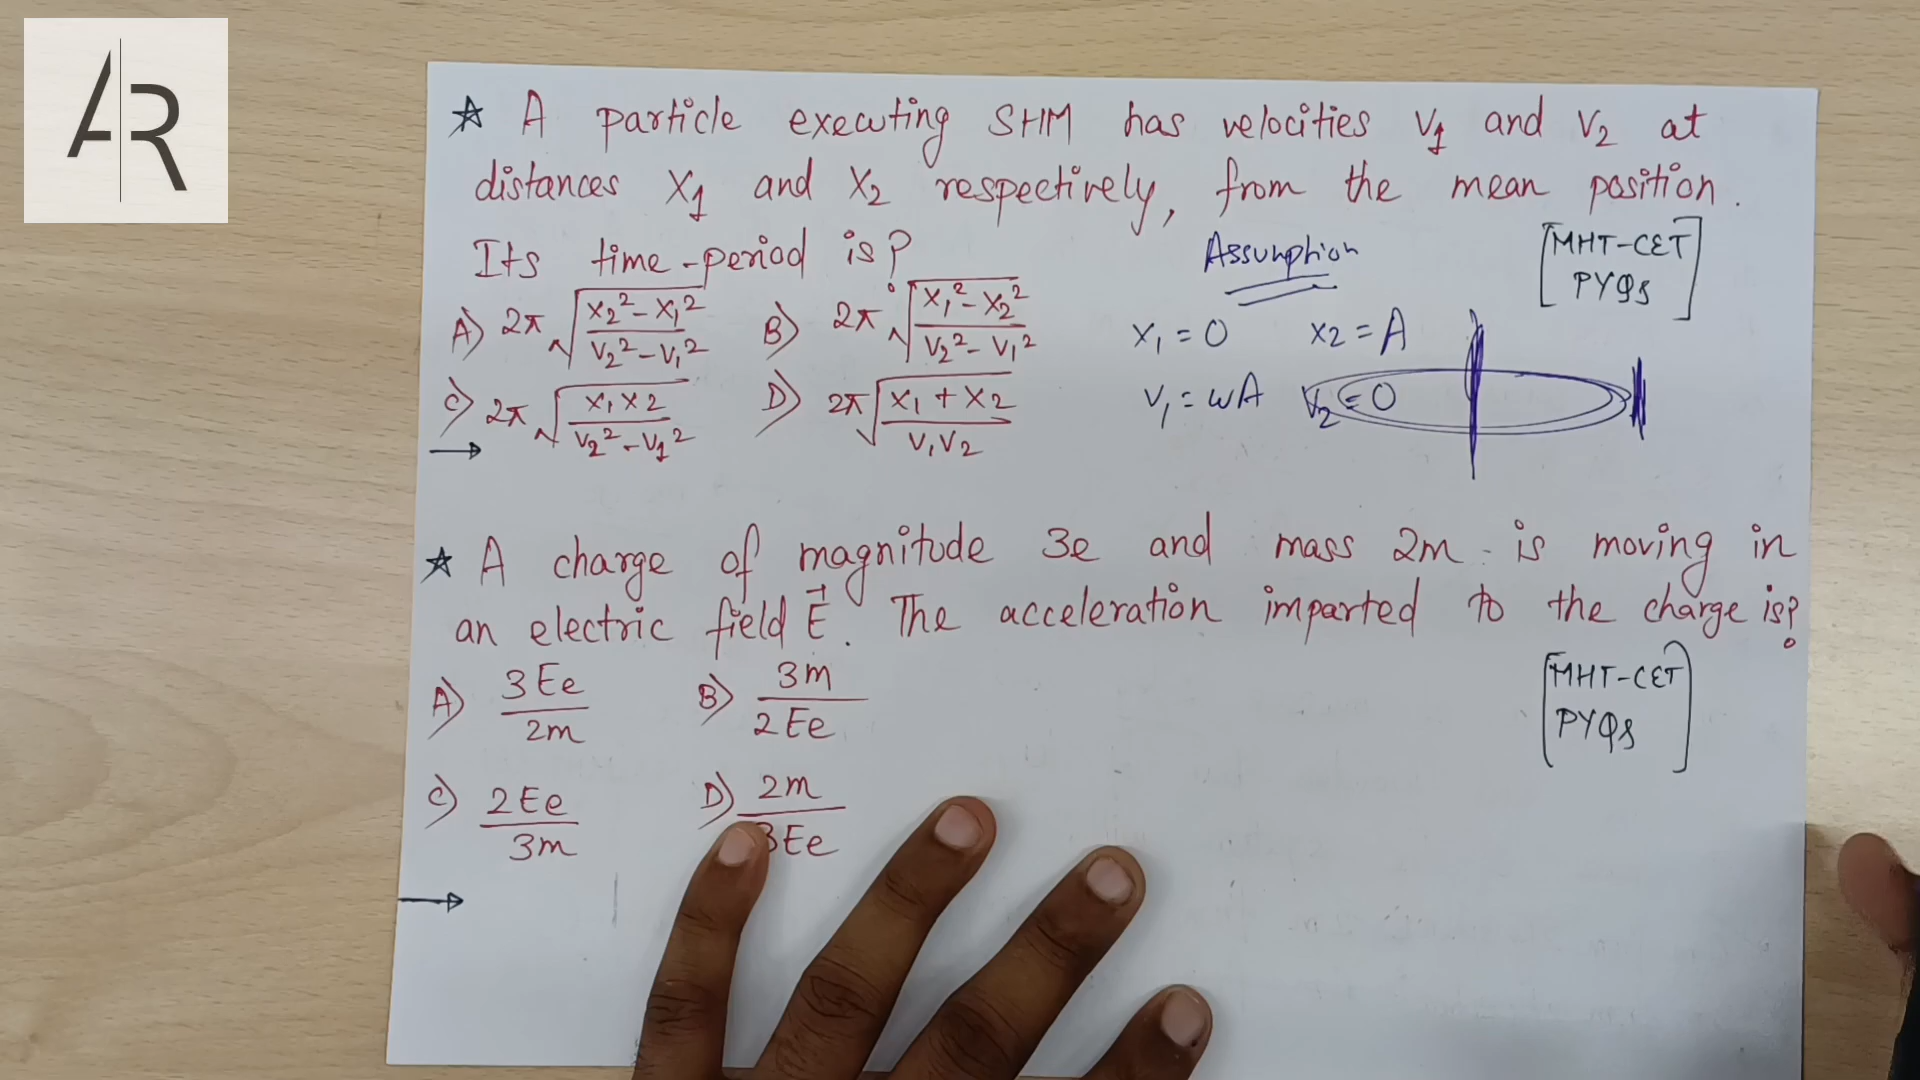 AR
☆ A particle executing SHM has velocities V₁ and V₂ at
distances X₁ and X₂ respectively, from the mean position.
Its time-period is?
Assumption
[MHT-CET
PYQs]
A) 2π √((X₂² - X₁²)/(V₂² - V₁²)) B) 2π √((X₁² - X₂²)/(V₂² - V₁²))
X₁ = 0 X₂ = A
C) 2π √((X₁X₂)/(V₂² - V₁²)) D) 2π √((X₁ + X₂)/(V₁V₂))
V₁ = ωA V₂ = 0
→
☆ A charge of magnitude 3e and mass 2m is moving in
an electric field E⃗. The acceleration imparted to the charge is?
[MHT-CET
PYQs]
A) 3Ee/2m B) 3m/2Ee
C) 2Ee/3m D) 2m/3Ee
→